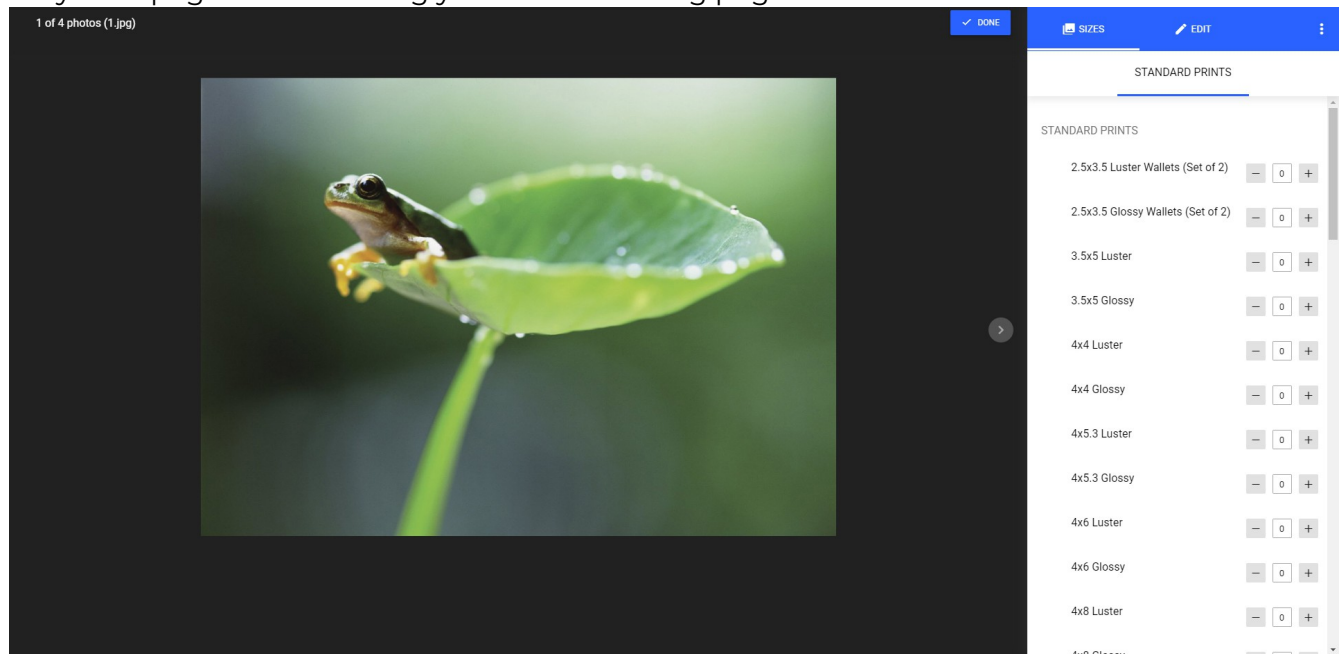 1 of 4 photos (1.jpg)
DONE
SIZES
EDIT
STANDARD PRINTS
STANDARD PRINTS
2.5x3.5 Luster Wallets (Set of 2)
0
2.5x3.5 Glossy Wallets (Set of 2)
0
3.5x5 Luster
0
3.5x5 Glossy
0
4x4 Luster
0
4x4 Glossy
0
4x5.3 Luster
0
4x5.3 Glossy
0
4x6 Luster
0
4x6 Glossy
0
4x8 Luster
0